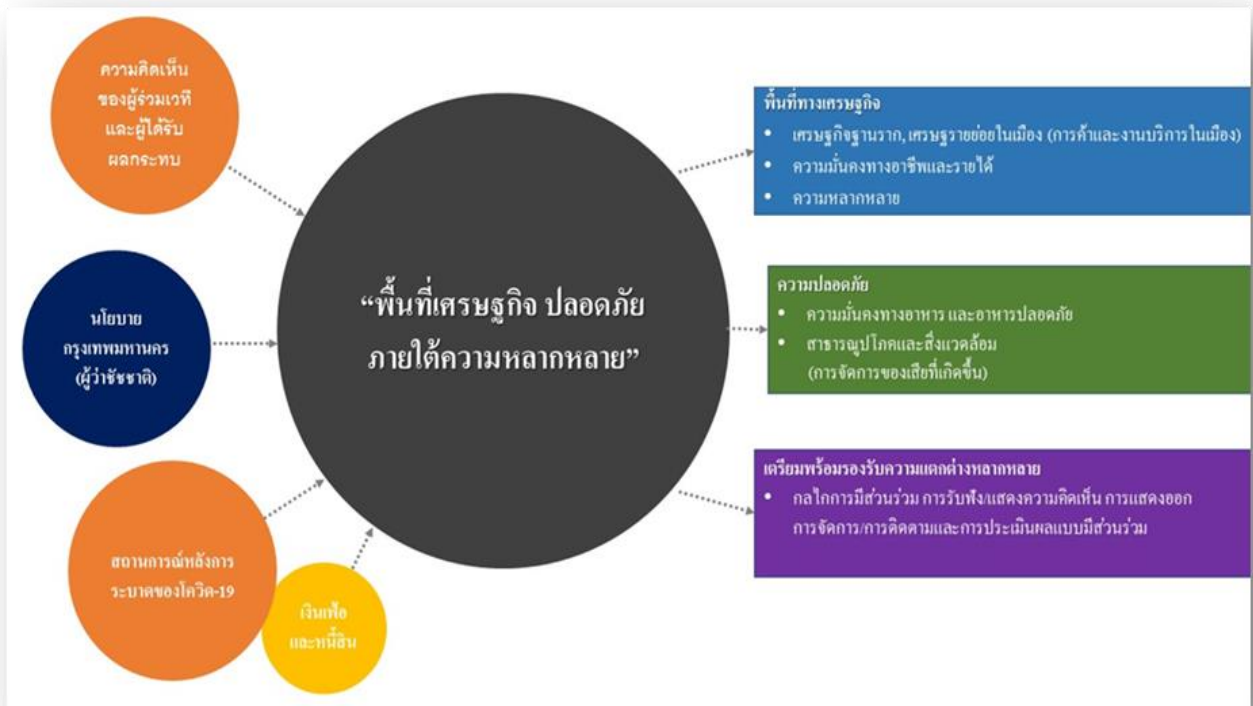 ความคิดเห็น
ของผู้ร่วมเวที
และผู้ได้รับ
ผลกระทบ
นโยบาย
กรุงเทพมหานคร
(ผู้ว่าชัชชาติ)
สถานการณ์หลังการ
ระบาดของโควิด-19
เงินเฟ้อ
และหนี้สิน
“พื้นที่เศรษฐกิจ ปลอดภัย
ภายใต้ความหลากหลาย”
พื้นที่ทางเศรษฐกิจ
• เศรษฐกิจฐานราก, เศรษฐรายย่อยในเมือง (การค้าและงานบริการในเมือง)
• ความมั่นคงทางอาชีพและรายได้
• ความหลากหลาย
ความปลอดภัย
• ความมั่นคงทางอาหาร และอาหารปลอดภัย
• สาธารณูปโภคและสิ่งแวดล้อม
(การจัดการของเสียที่เกิดขึ้น)
เตรียมพร้อมรองรับความแตกต่างหลากหลาย
• กลไกการมีส่วนร่วม การรับฟัง/แสดงความคิดเห็น การแสดงออก
การจัดการ/การติดตามและการประเมินผลแบบมีส่วนร่วม